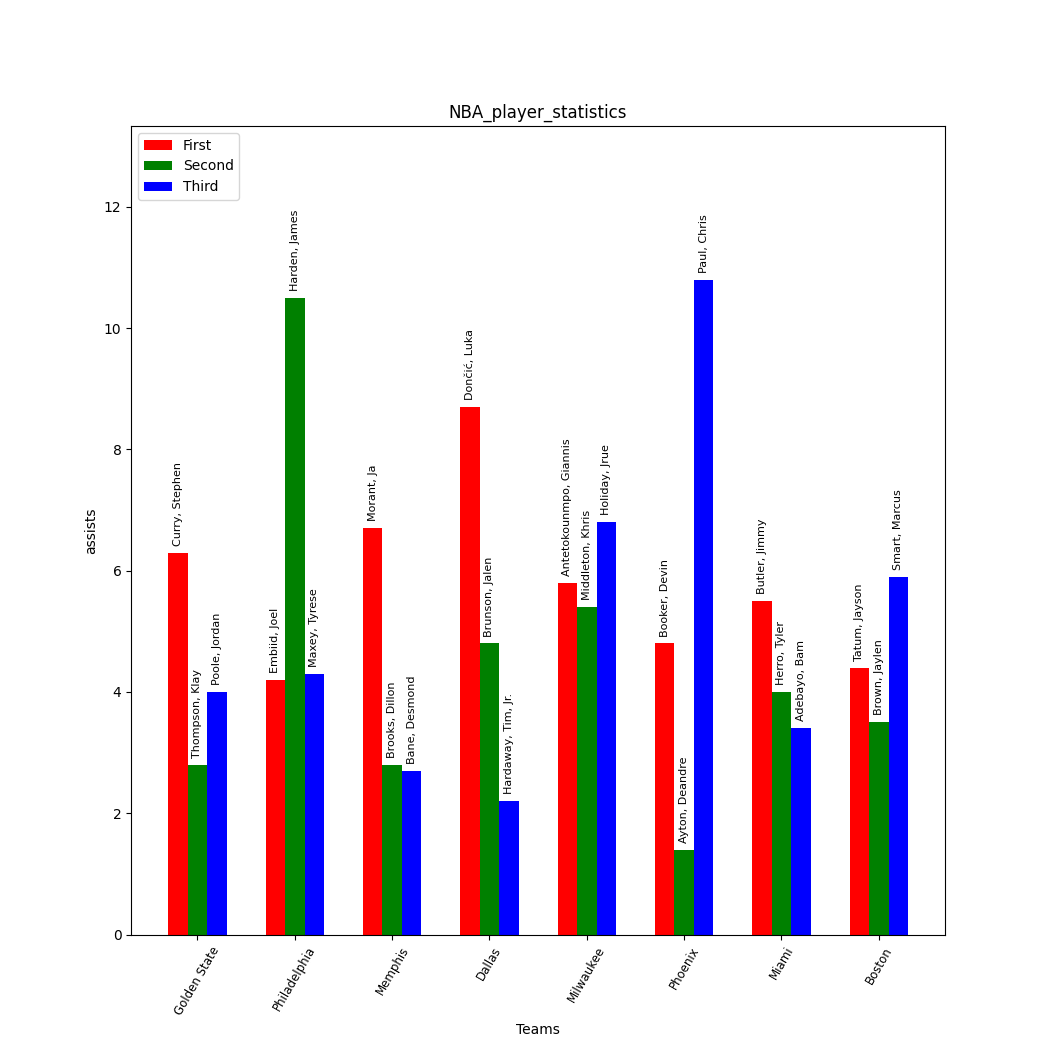 NBA_player_statistics
First
Second
Third
assists
12
10
8
6
4
2
0
Curry, Stephen
Thompson, Klay
Poole, Jordan
Embiid, Joel
Harden, James
Maxey, Tyrese
Morant, Ja
Brooks, Dillon
Bane, Desmond
Dončić, Luka
Brunson, Jalen
Hardaway, Tim, Jr.
Antetokounmpo, Giannis
Middleton, Khris
Holiday, Jrue
Booker, Devin
Ayton, Deandre
Paul, Chris
Butler, Jimmy
Herro, Tyler
Adebayo, Bam
Tatum, Jayson
Brown, Jaylen
Smart, Marcus
Golden State
Philadelphia
Memphis
Dallas
Milwaukee
Phoenix
Miami
Boston
Teams